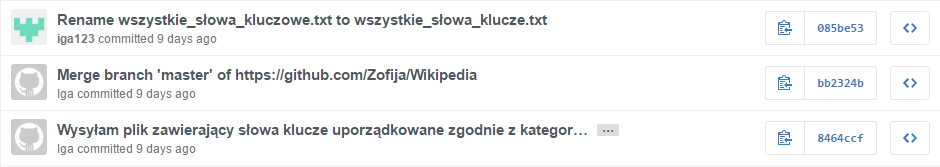 Rename wszystkie_słowa_kluczowe.txt to wszystkie_słowa_klucze.txt
iga123 committed 9 days ago
085be53
Merge branch 'master' of https://github.com/Zofija/Wikipedia
Iga committed 9 days ago
bb2324b
Wysyłam plik zawierający słowa klucze uporządkowane zgodnie z kategor… …
Iga committed 9 days ago
8464ccf